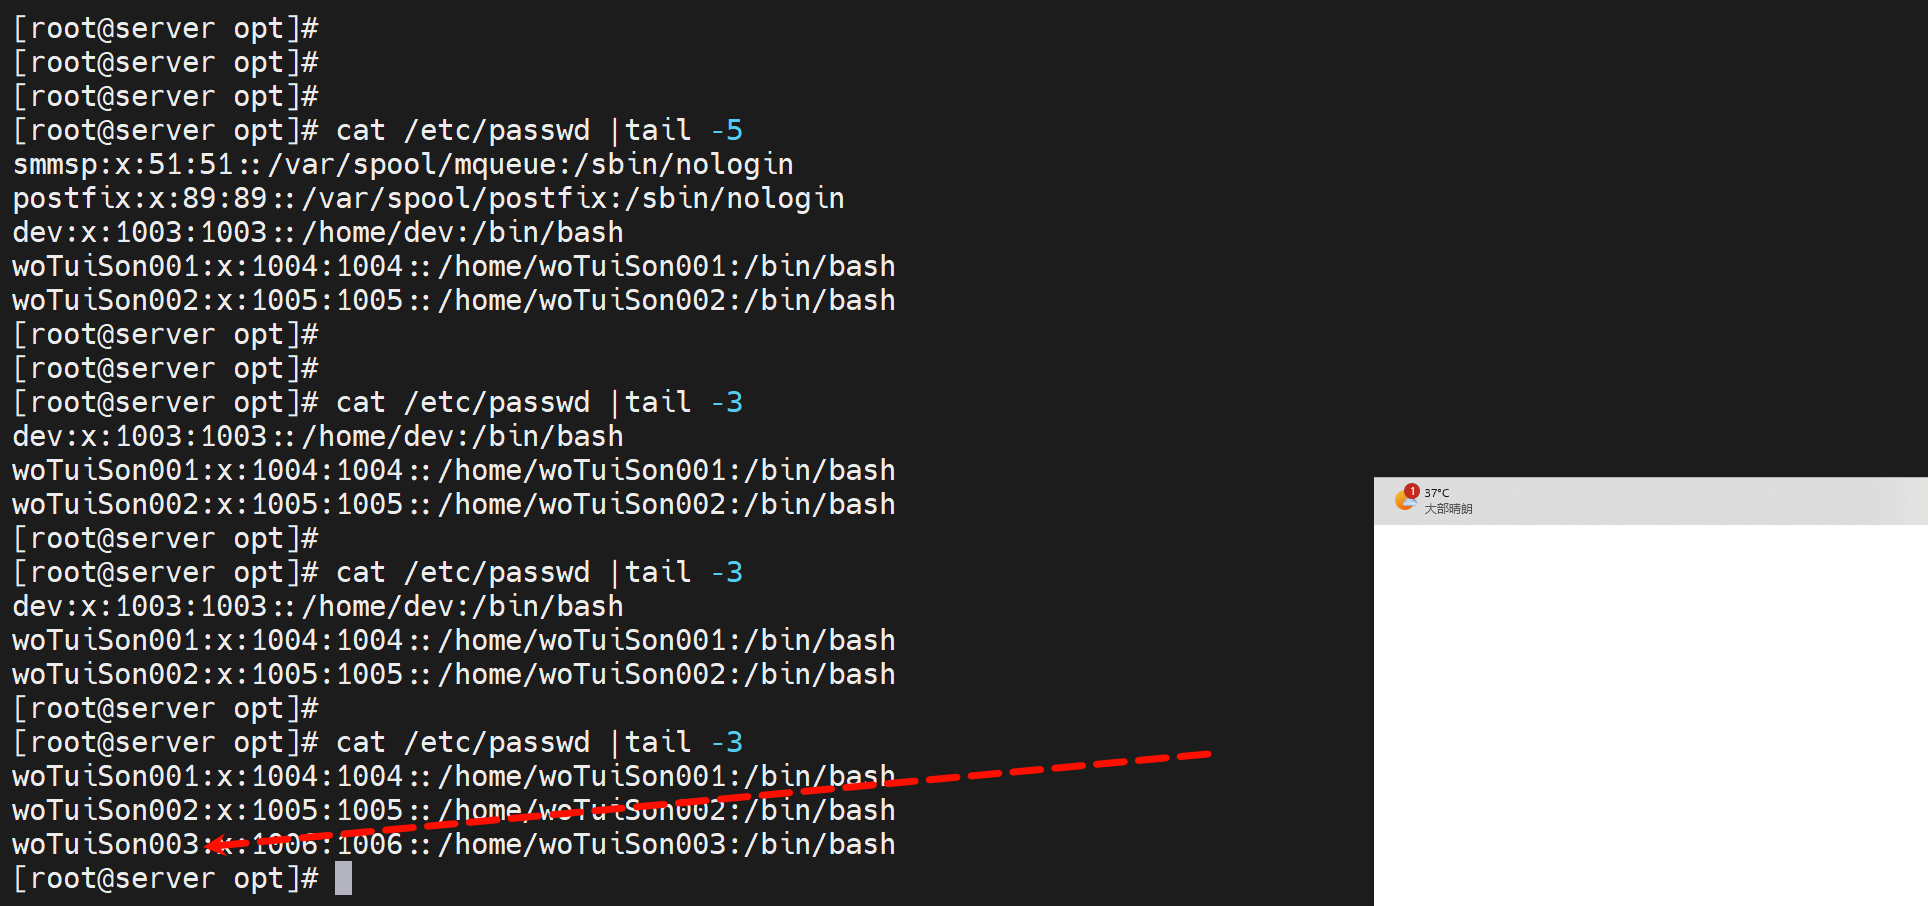 [root@server opt]#
[root@server opt]#
[root@server opt]#
[root@server opt]# cat /etc/passwd |tail -5
smmsp:x:51:51::/var/spool/mqueue:/sbin/nologin
postfix:x:89:89::/var/spool/postfix:/sbin/nologin
dev:x:1003:1003::/home/dev:/bin/bash
woTuiSon001:x:1004:1004::/home/woTuiSon001:/bin/bash
woTuiSon002:x:1005:1005::/home/woTuiSon002:/bin/bash
[root@server opt]#
[root@server opt]#
[root@server opt]# cat /etc/passwd |tail -3
dev:x:1003:1003::/home/dev:/bin/bash
woTuiSon001:x:1004:1004::/home/woTuiSon001:/bin/bash
woTuiSon002:x:1005:1005::/home/woTuiSon002:/bin/bash
[root@server opt]#
[root@server opt]# cat /etc/passwd |tail -3
dev:x:1003:1003::/home/dev:/bin/bash
woTuiSon001:x:1004:1004::/home/woTuiSon001:/bin/bash
woTuiSon002:x:1005:1005::/home/woTuiSon002:/bin/bash
[root@server opt]#
[root@server opt]# cat /etc/passwd |tail -3
woTuiSon001:x:1004:1004::/home/woTuiSon001:/bin/bash
woTuiSon002:x:1005:1005::/home/woTuiSon002:/bin/bash
woTuiSon003:x:1006:1006::/home/woTuiSon003:/bin/bash
[root@server opt]#
1
37°C
大部晴朗